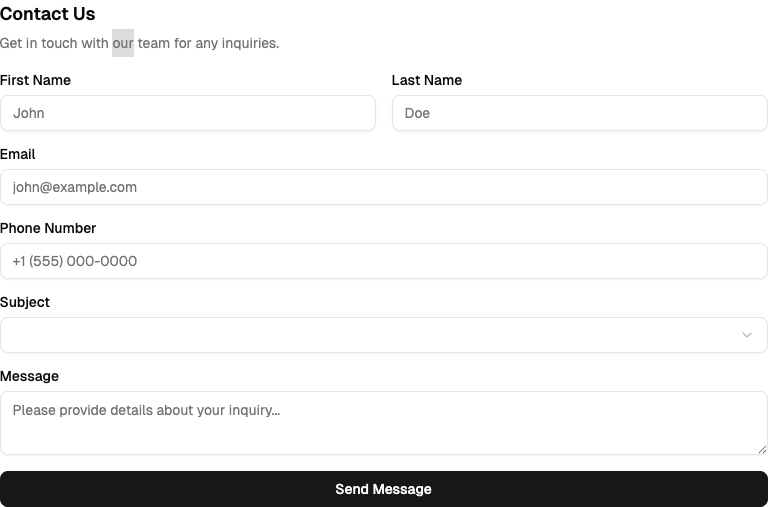 Contact Us
Get in touch with our team for any inquiries.
First Name
Last Name
John
Doe
Email
john@example.com
Phone Number
+1 (555) 000-0000
Subject
Message
Please provide details about your inquiry...
Send Message